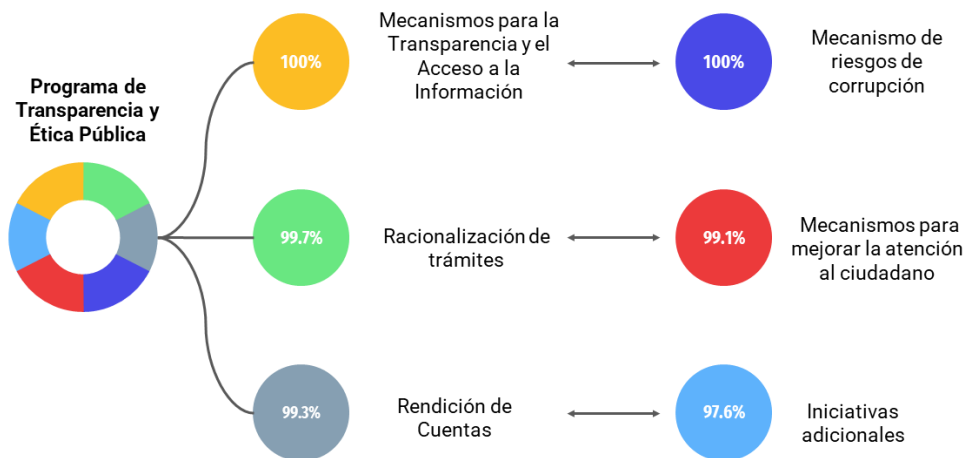 Programa de
Transparencia y
Ética Pública
100%
Mecanismos para la
Transparencia y el
Acceso a la
Información
100%
Mecanismo de
riesgos de
corrupción
99.7%
Racionalización de
trámites
99.1%
Mecanismos para
mejorar la atención
al ciudadano
99.3%
Rendición de
Cuentas
97.6%
Iniciativas
adicionales